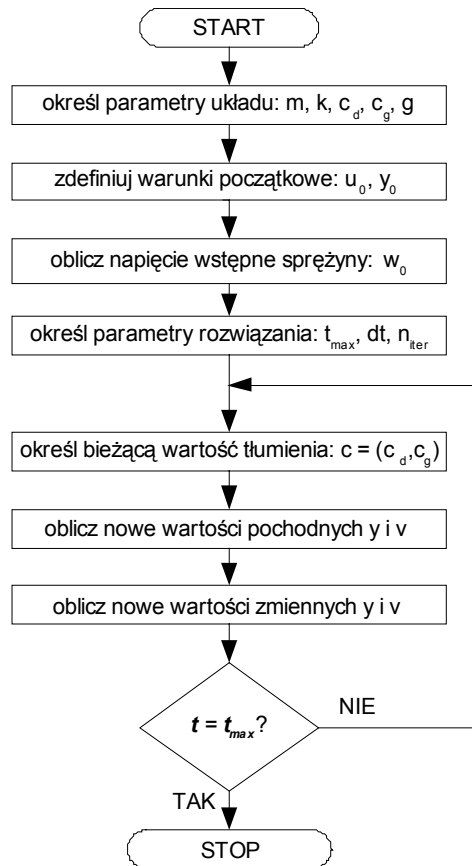 START
określ parametry układu: m, k, c_d, c_g, g
zdefiniuj warunki początkowe: u_0, y_0
oblicz napięcie wstępne sprężyny: w_0
określ parametry rozwiązania: t_max, dt, n_iter
określ bieżącą wartość tłumienia: c = (c_d,c_g)
oblicz nowe wartości pochodnych y i v
oblicz nowe wartości zmiennych y i v
t = t_max?
NIE
TAK
STOP